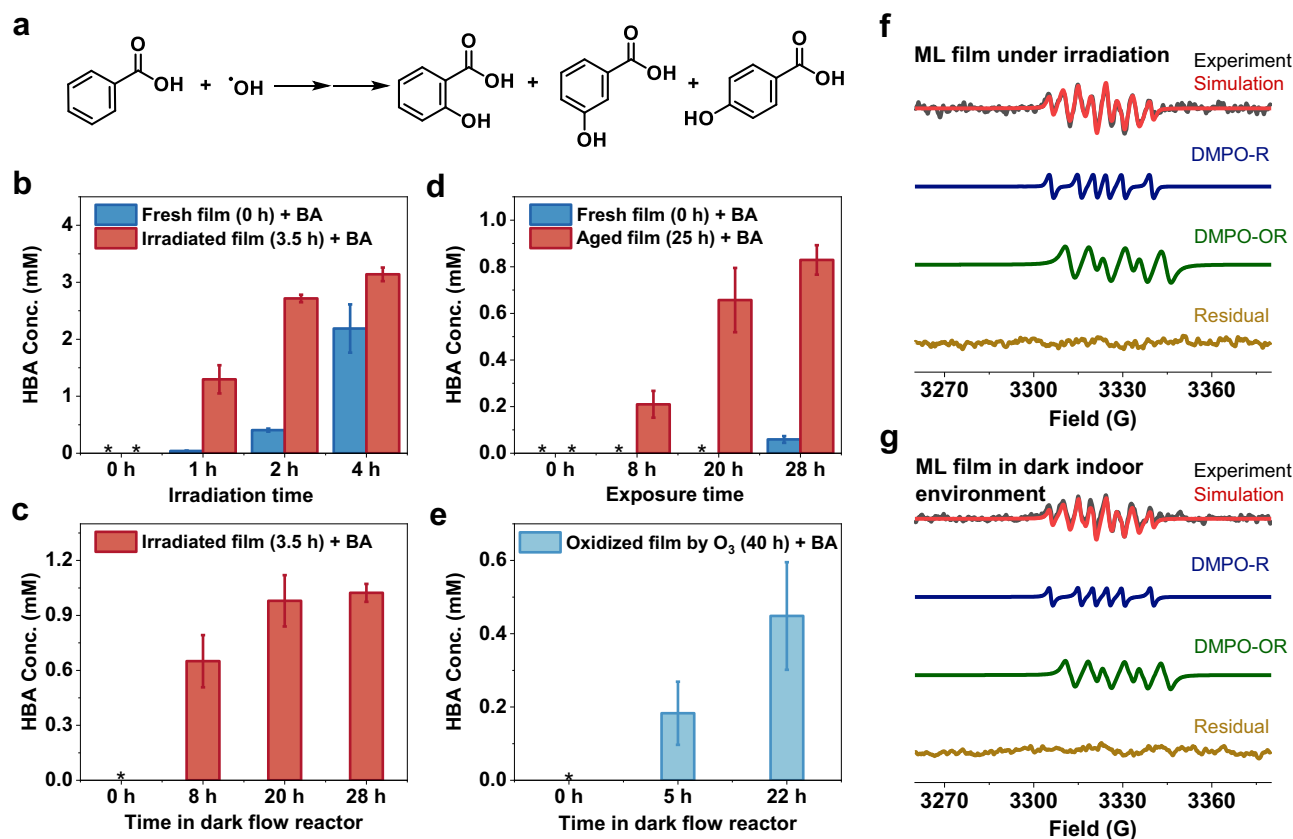 a
O
OH
+
·OH
O
OH
OH
+
O
OH
OH
+
O
OH
HO
b
Fresh film (0 h) + BA
Irradiated film (3.5 h) + BA
HBA Conc. (mM)
4
3
2
1
0
* *
0 h 1 h 2 h 4 h
Irradiation time
d
Fresh film (0 h) + BA
Aged film (25 h) + BA
HBA Conc. (mM)
1.0
0.8
0.6
0.4
0.2
0.0
* * * *
0 h 8 h 20 h 28 h
Exposure time
c
Irradiated film (3.5 h) + BA
HBA Conc. (mM)
1.2
0.9
0.6
0.3
0.0
*
0 h 8 h 20 h 28 h
Time in dark flow reactor
e
Oxidized film by O₃ (40 h) + BA
HBA Conc. (mM)
0.6
0.4
0.2
0.0
*
0 h 5 h 22 h
Time in dark flow reactor
f
ML film under irradiation
Experiment
Simulation
DMPO-R
DMPO-OR
Residual
3270 3300 3330 3360
Field (G)
g
ML film in dark indoor
environment
Experiment
Simulation
DMPO-R
DMPO-OR
Residual
3270 3300 3330 3360
Field (G)